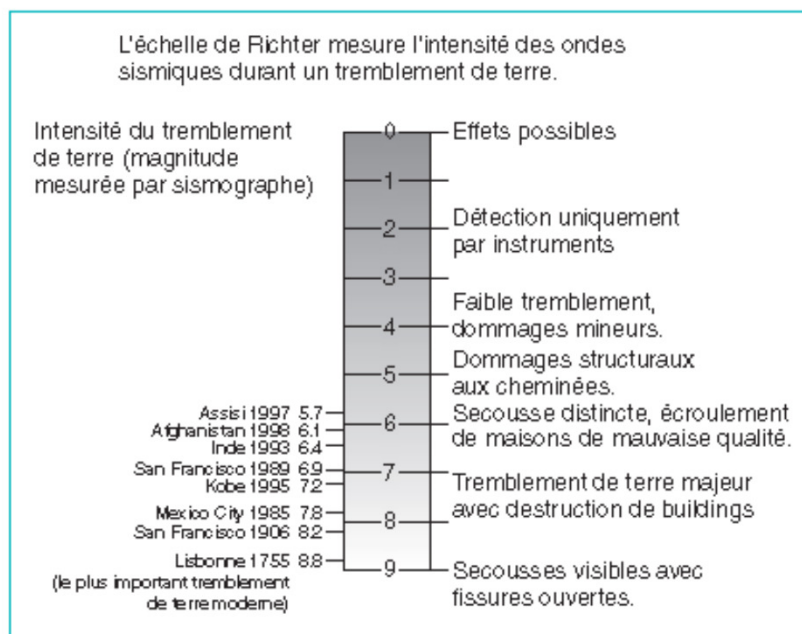 L'échelle de Richter mesure l'intensité des ondes
sismiques durant un tremblement de terre.
Intensité du tremblement
de terre (magnitude
mesurée par sismographe)
0
Effets possibles
1
2
Détection uniquement
par instruments
3
4
Faible tremblement,
dommages mineurs.
5
Dommages structuraux
aux cheminées.
Assisi 1997 5.7
Afghanistan 1998 6.1
Inde 1993 6.4
6
Secousse distincte, écroulement
de maisons de mauvaise qualité.
San Francisco 1989 6.9
Kobe 1995 7.2
7
Tremblement de terre majeur
avec destruction de buildings
Mexico City 1985 7.8
San Francisco 1906 8.2
8
Lisbonne 1755 8.8
(le plus important tremblement
de terre moderne)
9
Secousses visibles avec
fissures ouvertes.